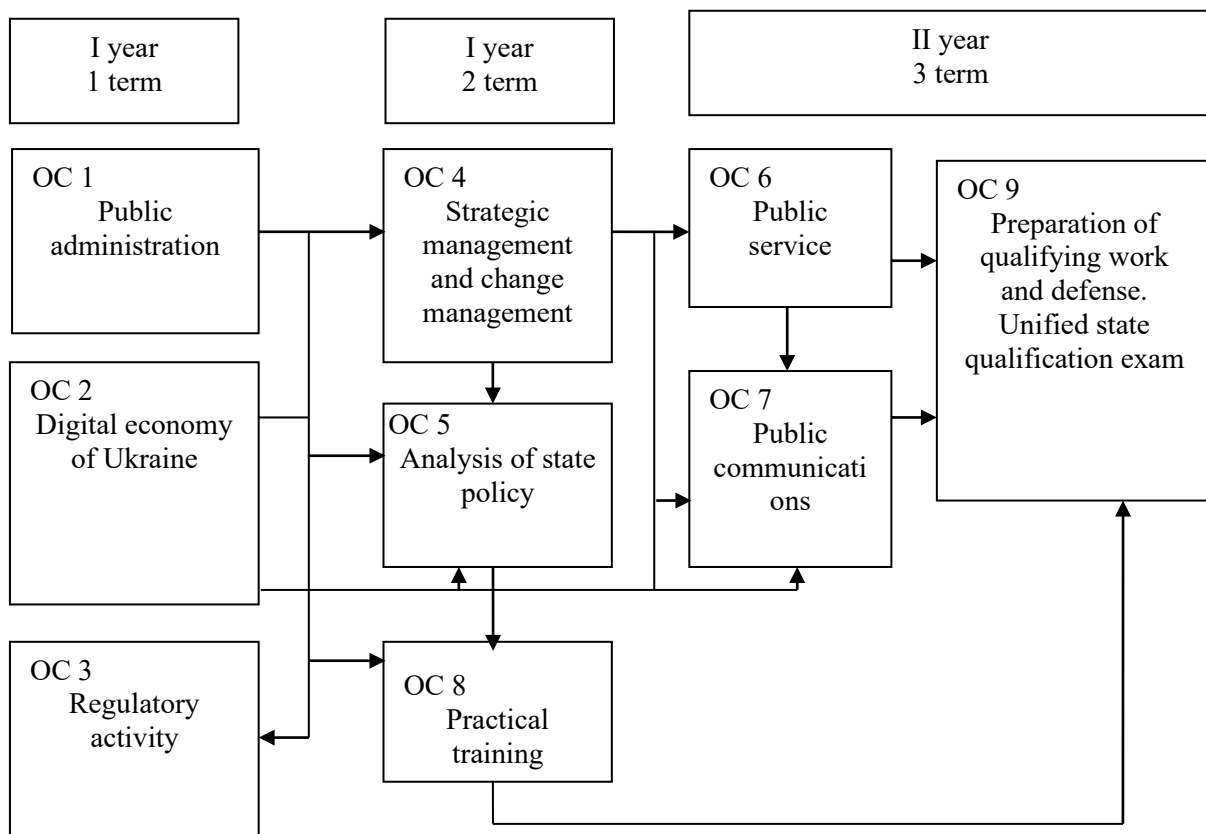 I year
1 term
I year
2 term
II year
3 term
OC 1
Public
administration
OC 4
Strategic
management
and change
management
OC 6
Public
service
OC 9
Preparation of
qualifying work
and defense.
Unified state
qualification exam
OC 2
Digital economy
of Ukraine
OC 5
Analysis of state
policy
OC 7
Public
communicati
ons
OC 3
Regulatory
activity
OC 8
Practical
training